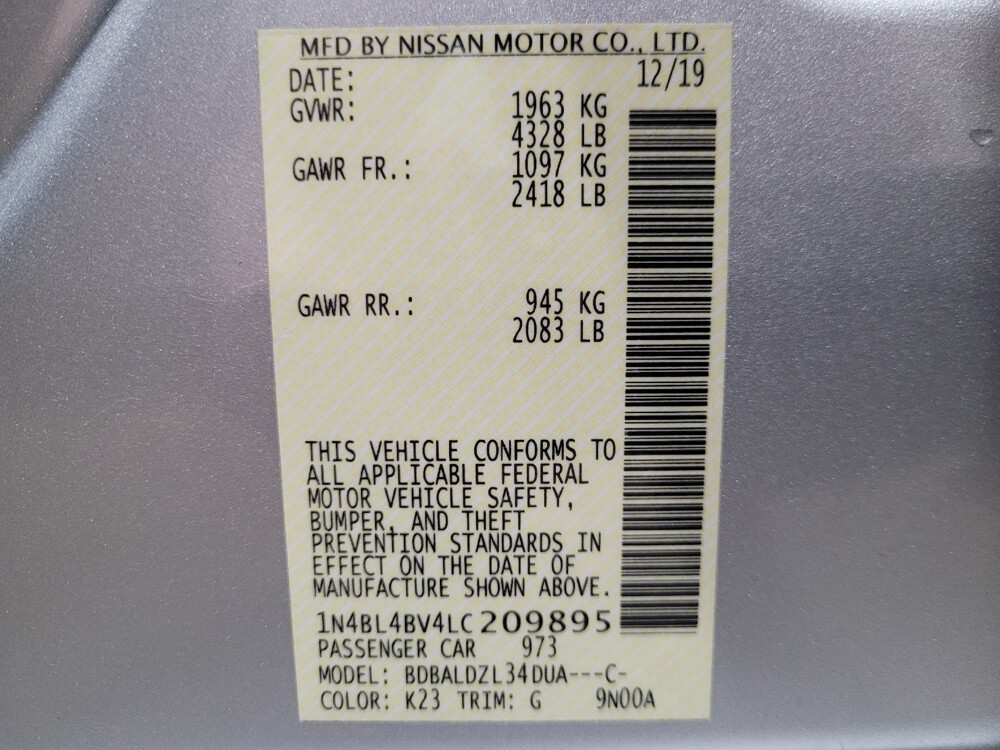 MFD BY NISSAN MOTOR CO., LTD.
DATE: 12/19
GVWR: 1963 KG
4328 LB
GAWR FR.: 1097 KG
2418 LB
GAWR RR.: 945 KG
2083 LB
THIS VEHICLE CONFORMS TO
ALL APPLICABLE FEDERAL
MOTOR VEHICLE SAFETY,
BUMPER, AND THEFT
PREVENTION STANDARDS IN
EFFECT ON THE DATE OF
MANUFACTURE SHOWN ABOVE.
1N4BL4BV4LC209895
PASSENGER CAR 973
MODEL: BDBALDZL34DUA---C-
COLOR: K23 TRIM: G 9N00A